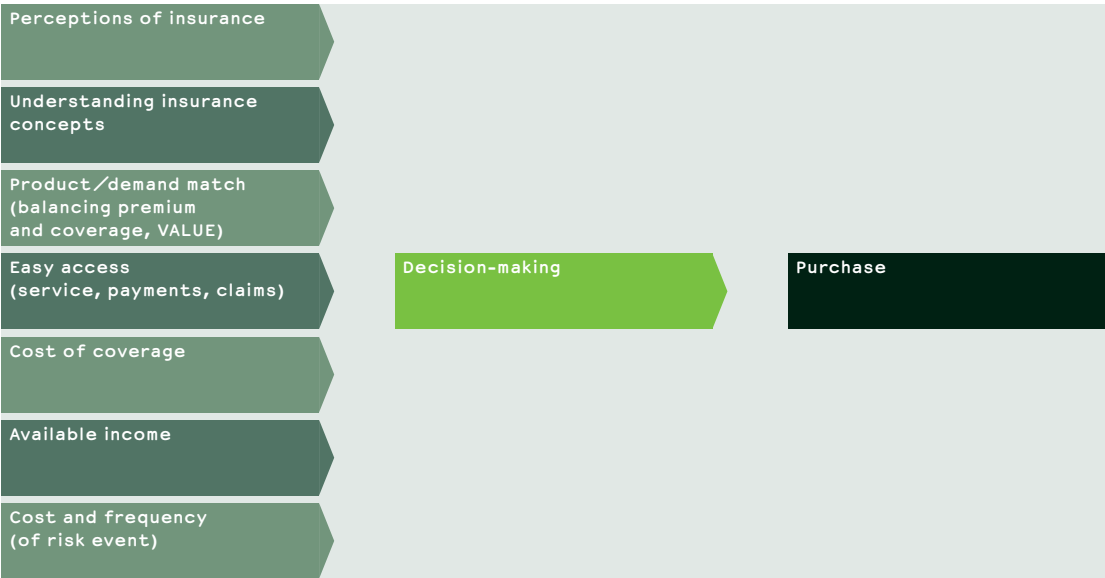 Perceptions of insurance
Understanding insurance
concepts
Product/demand match
(balancing premium
and coverage, VALUE)
Easy access
(service, payments, claims)
Decision-making
Purchase
Cost of coverage
Available income
Cost and frequency
(of risk event)